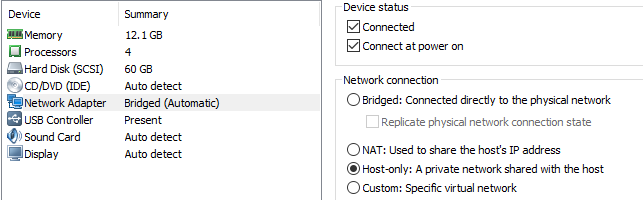 Device Summary
Memory 12.1 GB
Processors 4
Hard Disk (SCSI) 60 GB
CD/DVD (IDE) Auto detect
Network Adapter Bridged (Automatic)
USB Controller Present
Sound Card Auto detect
Display Auto detect
Device status
Connected
Connect at power on
Network connection
Bridged: Connected directly to the physical network
Replicate physical network connection state
NAT: Used to share the host's IP address
Host-only: A private network shared with the host
Custom: Specific virtual network